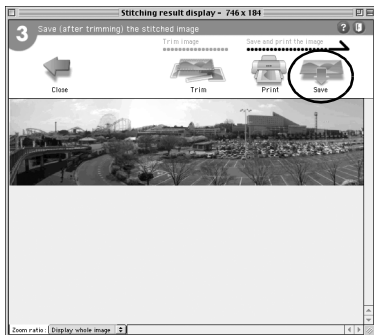 Stitching result display - 746 x 184
3 Save (after trimming) the stitched image
?
Trim image
Save and print the image
Close
Trim
Print
Save
Zoom ratio : Display whole image